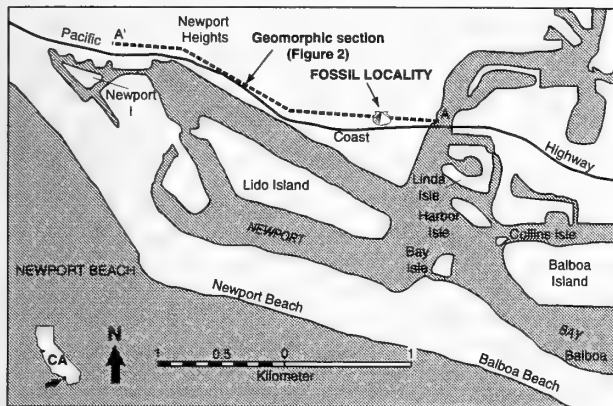 Pacific
A'
Newport
Heights
Geomorphic section
(Figure 2)
FOSSIL LOCALITY
A
Newport
I
Coast
Highway
Linda
Isle
Lido Island
Harbor
Isle
NEWPORT
Collins Isle
Bay
Isle
NEWPORT BEACH
Balboa
Island
Newport Beach
BAY
Balboa
CA
N
1
0.5
0
1
Kilometer
Balboa Beach